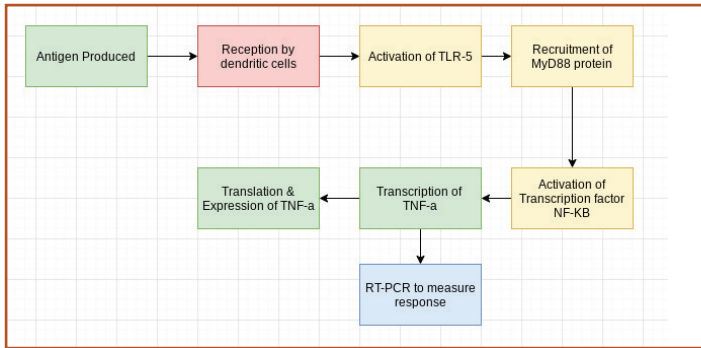 Antigen Produced
Reception by
dendritic cells
Activation of TLR-5
Recruitment of
MyD88 protein
Translation &
Expression of TNF-a
Transcription of
TNF-a
Activation of
Transcription factor
NF-KB
RT-PCR to measure
response